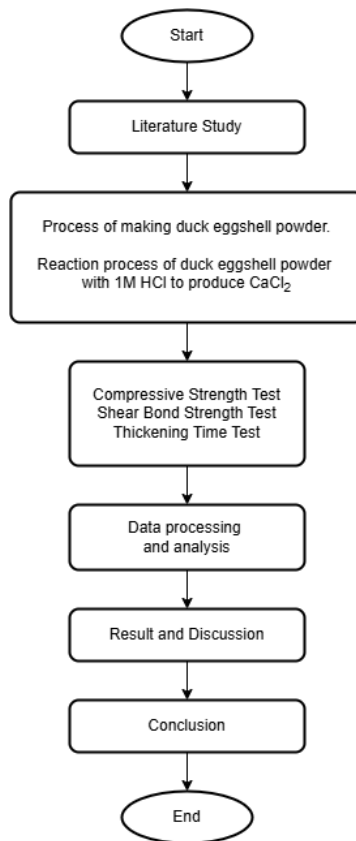 Start
Literature Study
Process of making duck eggshell powder.
Reaction process of duck eggshell powder
with 1M HCl to produce CaCl₂
Compressive Strength Test
Shear Bond Strength Test
Thickening Time Test
Data processing
and analysis
Result and Discussion
Conclusion
End